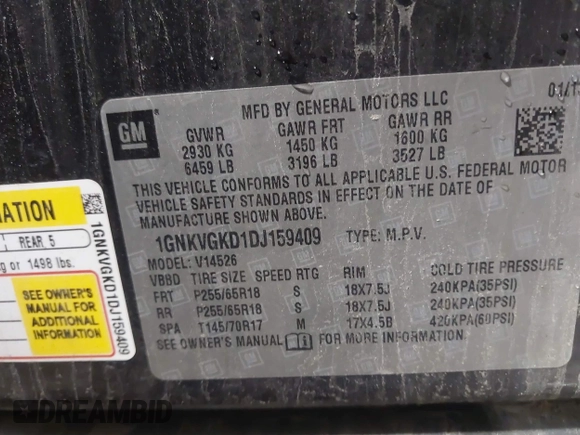 01/1
MFD BY GENERAL MOTORS LLC
GM
GVWR GAWR FRT GAWR RR
2930 KG 1450 KG 1600 KG
6459 LB 3196 LB 3527 LB
THIS VEHICLE CONFORMS TO ALL APPLICABLE U.S. FEDERAL MOTOR
VEHICLE SAFETY STANDARDS IN EFFECT ON THE DATE OF
MANUFACTURE SHOWN ABOVE.
1GNKVGKD1DJ159409 TYPE: M.P.V.
MODEL: V14526
VBBD TIRE SIZE SPEED RTG RIM COLD TIRE PRESSURE
FRT P255/65R18 S 18X7.5J 240KPA(35PSI)
RR P255/65R18 S 18X7.5J 240KPA(35PSI)
SPA T145/70R17 M 17X4.5B 420KPA(60PSI)
SEE OWNER'S MANUAL FOR MORE INFORMATION
MATION
REAR 5
g or 1498 lbs.
SEE OWNER'S
MANUAL FOR
ADDITIONAL
INFORMATION
1GNKVGKD1DJ159409
DREAMBID